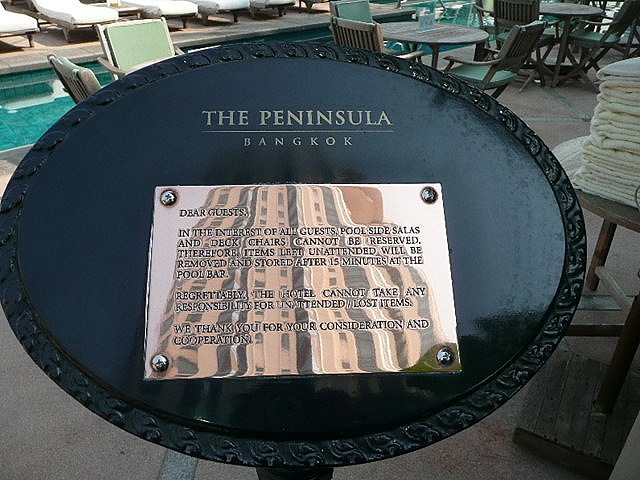 THE PENINSULA
BANGKOK
DEAR GUESTS,
IN THE INTEREST OF ALL GUESTS, POOL SIDE SALAS
AND DECK CHAIRS CANNOT BE RESERVED.
THEREFORE, ITEMS LEFT UNATTENDED WILL BE
REMOVED AND STORED AFTER 15 MINUTES AT THE
POOL BAR.
REGRETTABLY, THE HOTEL CANNOT TAKE ANY
RESPONSIBILITY FOR UNATTENDED / LOST ITEMS.
WE THANK YOU FOR YOUR CONSIDERATION AND
COOPERATION.